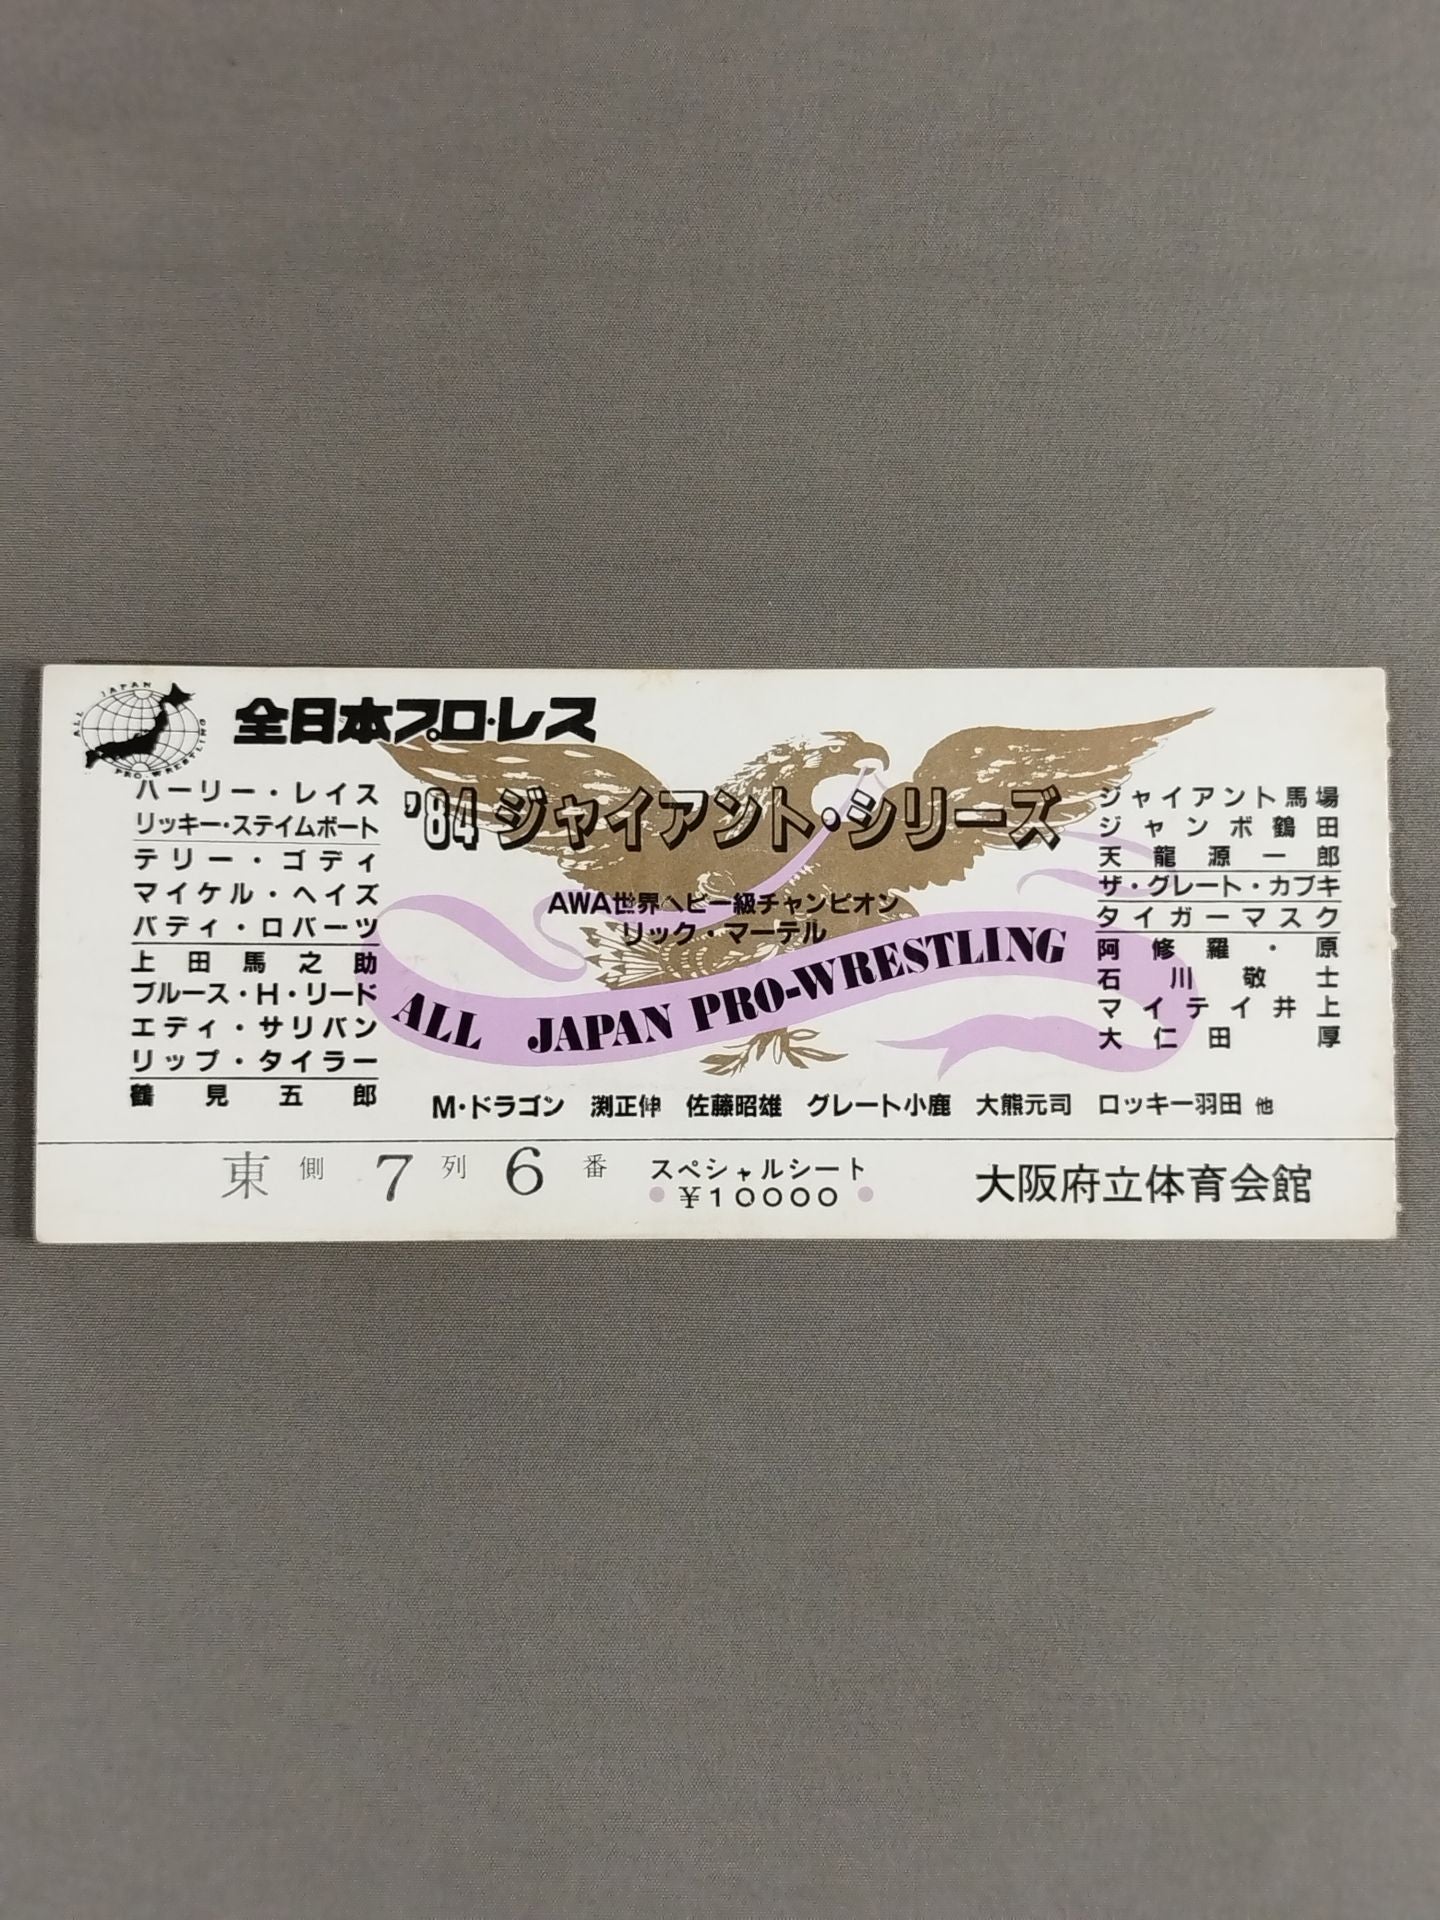 ALL JAPAN PRO-WRESTLING
全日本プロ・レス
'84 ジャイアント・シリーズ
AWA世界ヘビー級チャンピオン
リック・マーテル
ALL JAPAN PRO-WRESTLING
ハーリー・レイス
リッキー・ステイムボート
テリー・ゴディ
マイケル・ヘイズ
バディ・ロバーツ
上田馬之助
ブルース・H・リード
エディ・サリバン
リップ・タイラー
鶴見五郎
ジャイアント馬場
ジャンボ鶴田
天龍源一郎
ザ・グレート・カブキ
タイガーマスク
阿修羅・原
石川敬士
マイティ井上
大仁田厚
M・ドラゴン 渕正伸 佐藤昭雄 グレート小鹿 大熊元司 ロッキー羽田 他
東側 7列 6番
スペシャルシート
¥10000
大阪府立体育会館